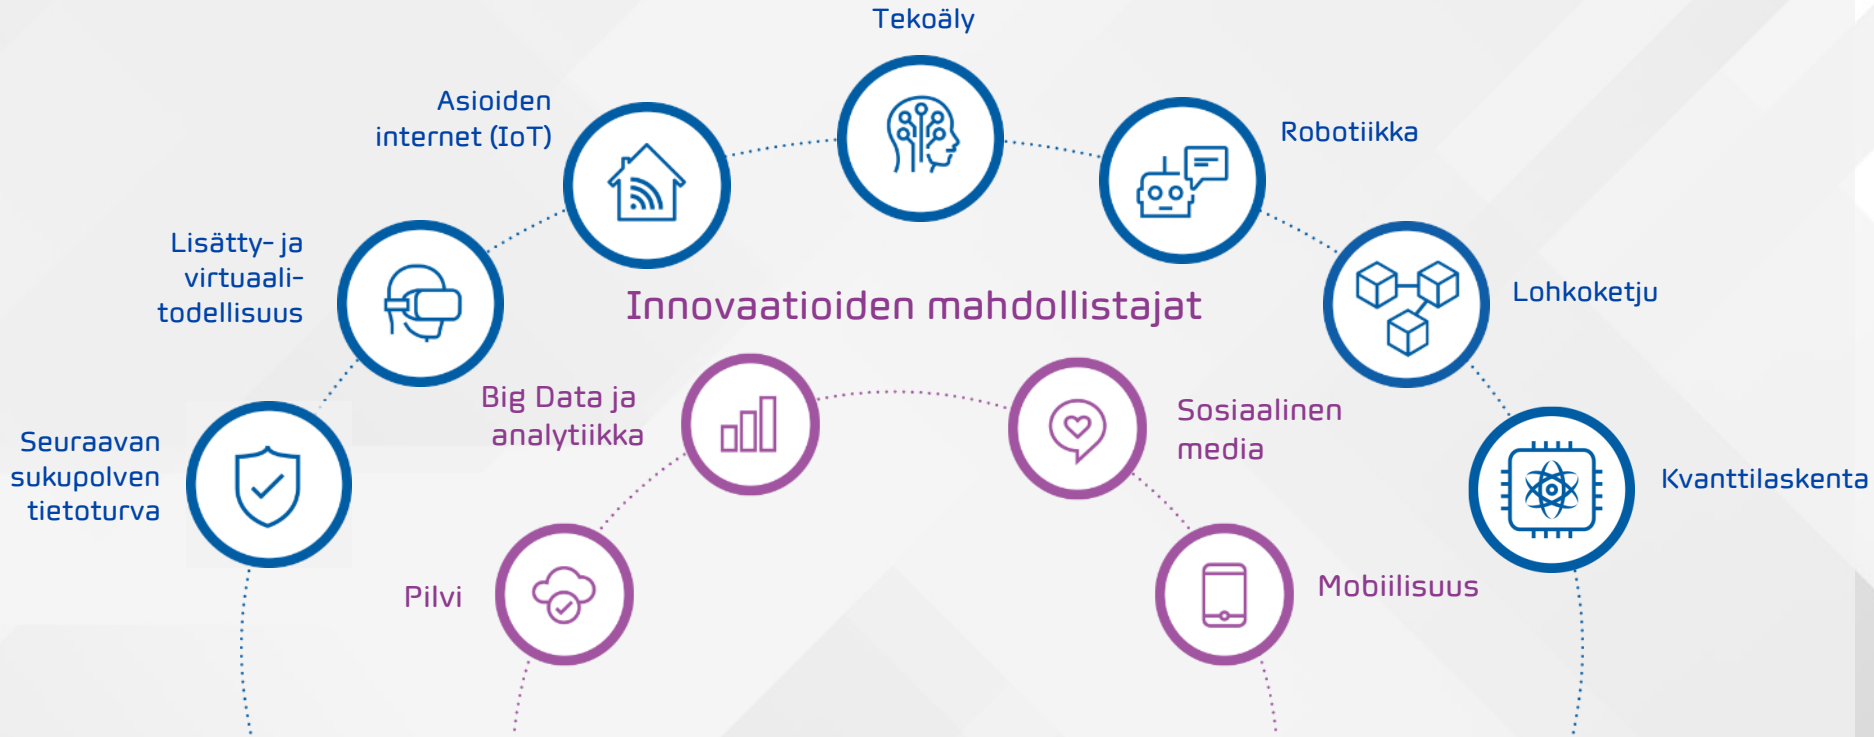 Tekoäly
Asioiden
internet (IoT)
Robotiikka
Lisätty- ja
virtuaali-
todellisuus
Lohkoketju
Innovaatioiden mahdollistajat
Big Data ja
analytiikka
Sosiaalinen
media
Seuraavan
sukupolven
tietoturva
Kvanttilaskenta
Pilvi
Mobiilisuus